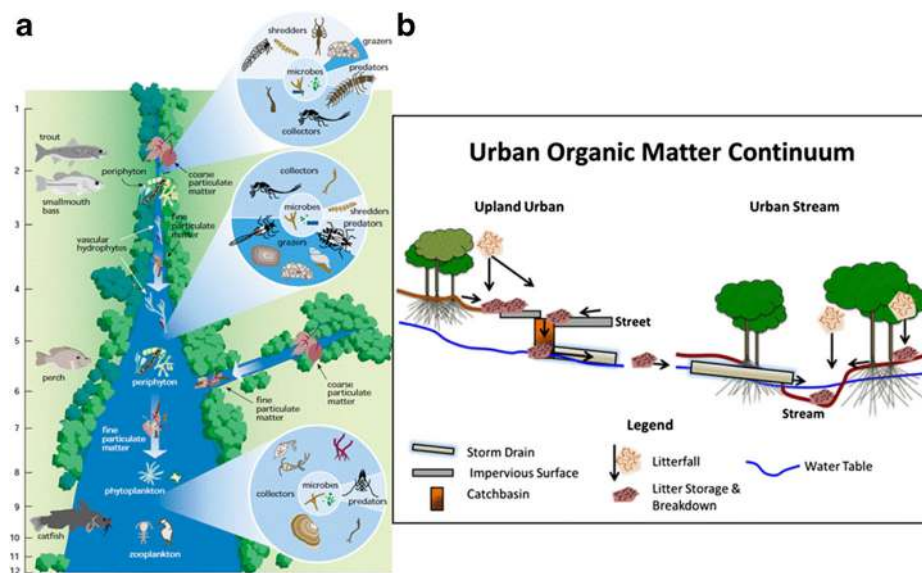 a
shredders
grazers
predators
microbes
collectors
1
trout
periphyton
coarse
particulate
matter
2
smallmouth
bass
collectors
fine
particulate
matter
microbes
shredders
predators
3
vascular
hydrophytes
grazers
4
5
perch
periphyton
coarse
particulate
matter
6
fine
particulate
matter
fine
particulate
matter
7
8
phytoplankton
collectors
microbes
predators
9
catfish
10
zooplankton
11
12
b
Urban Organic Matter Continuum
Upland Urban
Urban Stream
Street
Stream
Legend
Storm Drain
Impervious Surface
Catchbasin
Litterfall
Litter Storage &
Breakdown
Water Table